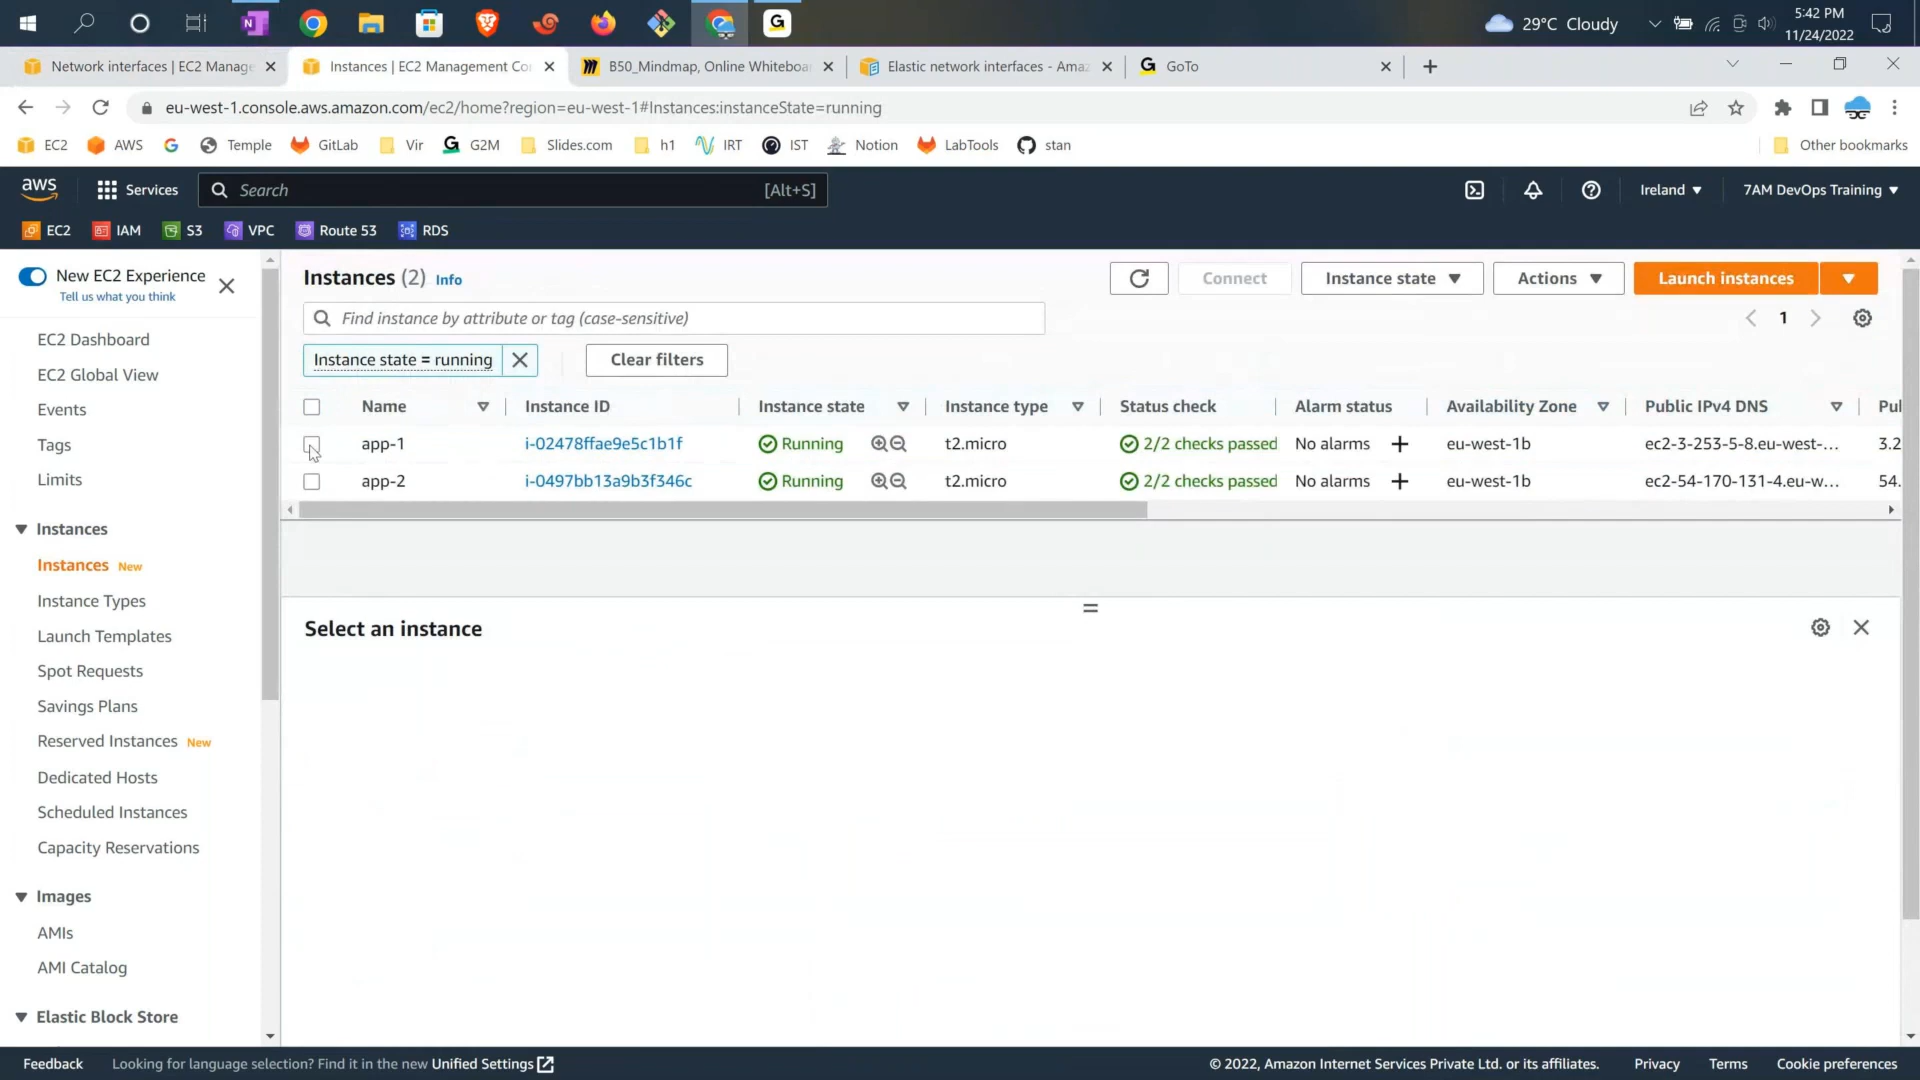 29°C Cloudy
5:42 PM
11/24/2022
Network interfaces | EC2 Manage
Instances | EC2 Management Co
B50_Mindmap, Online Whiteboa
Elastic network interfaces - Ama
GoTo
eu-west-1.console.aws.amazon.com/ec2/home?region=eu-west-1#Instances:instanceState=running
EC2 AWS Temple GitLab Vir G2M Slides.com h1 IRT IST Notion LabTools stan Other bookmarks
aws Services Search [Alt+S] Ireland 7AM DevOps Training
EC2 IAM S3 VPC Route 53 RDS
New EC2 Experience
Tell us what you think
EC2 Dashboard
EC2 Global View
Events
Tags
Limits
Instances
Instances New
Instance Types
Launch Templates
Spot Requests
Savings Plans
Reserved Instances New
Dedicated Hosts
Scheduled Instances
Capacity Reservations
Images
AMIs
AMI Catalog
Elastic Block Store
Instances (2) Info
Connect Instance state Actions Launch instances
Find instance by attribute or tag (case-sensitive)
1
Instance state = running Clear filters
Name Instance ID Instance state Instance type Status check Alarm status Availability Zone Public IPv4 DNS Pul
app-1 i-02478ffae9e5c1b1f Running t2.micro 2/2 checks passed No alarms eu-west-1b ec2-3-253-5-8.eu-west-... 3.2
app-2 i-0497bb13a9b3f346c Running t2.micro 2/2 checks passed No alarms eu-west-1b ec2-54-170-131-4.eu-w... 54.
Select an instance
Feedback Looking for language selection? Find it in the new Unified Settings © 2022, Amazon Internet Services Private Ltd. or its affiliates. Privacy Terms Cookie preferences